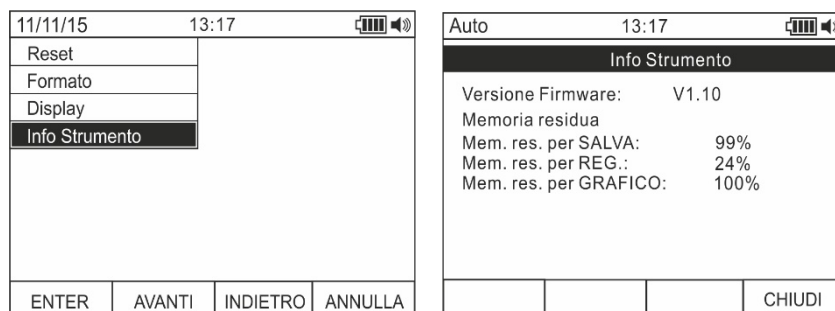 11/11/15 13:17
Reset
Formato
Display
Info Strumento
ENTER AVANTI INDIETRO ANNULLA
Auto 13:17
Info Strumento
Versione Firmware: V1.10
Memoria residua
Mem. res. per SALVA: 99%
Mem. res. per REG.: 24%
Mem. res. per GRAFICO: 100%
CHIUDI